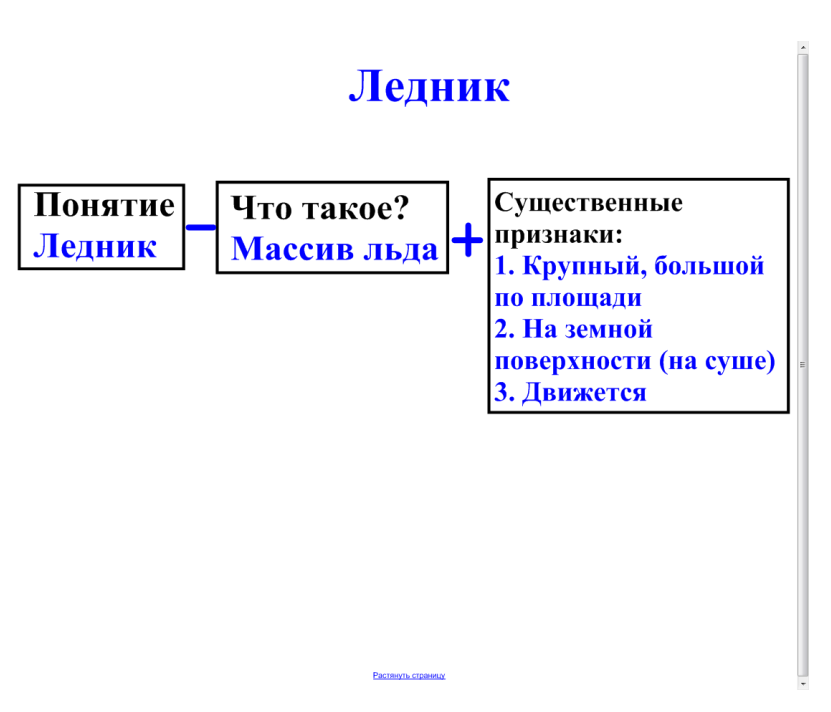 Ледник
Понятие
Ледник
Что такое?
Массив льда
Существенные
признаки:
1. Крупный, большой
по площади
2. На земной
поверхности (на суше)
3. Движется
Растянуть страницу